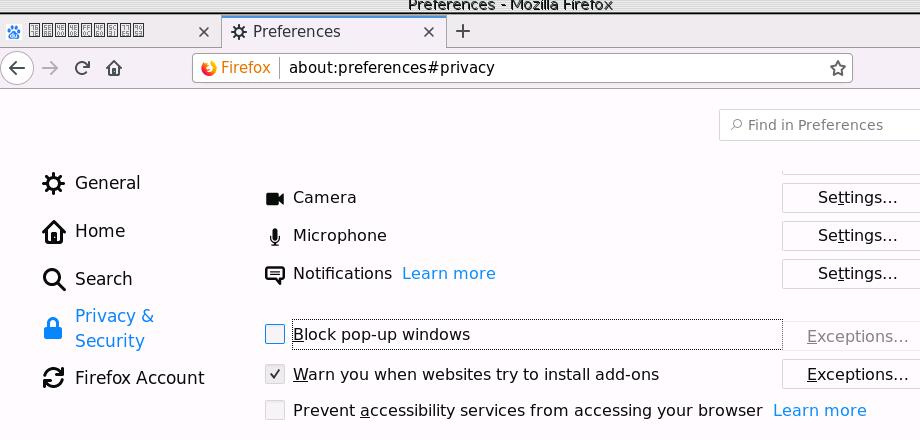 Preferences - Mozilla Firefox
Preferences
Firefox about:preferences#privacy
Find in Preferences
General
Home
Search
Privacy & Security
Firefox Account
Camera Settings...
Microphone Settings...
Notifications Learn more Settings...
Block pop-up windows Exceptions...
Warn you when websites try to install add-ons Exceptions...
Prevent accessibility services from accessing your browser Learn more